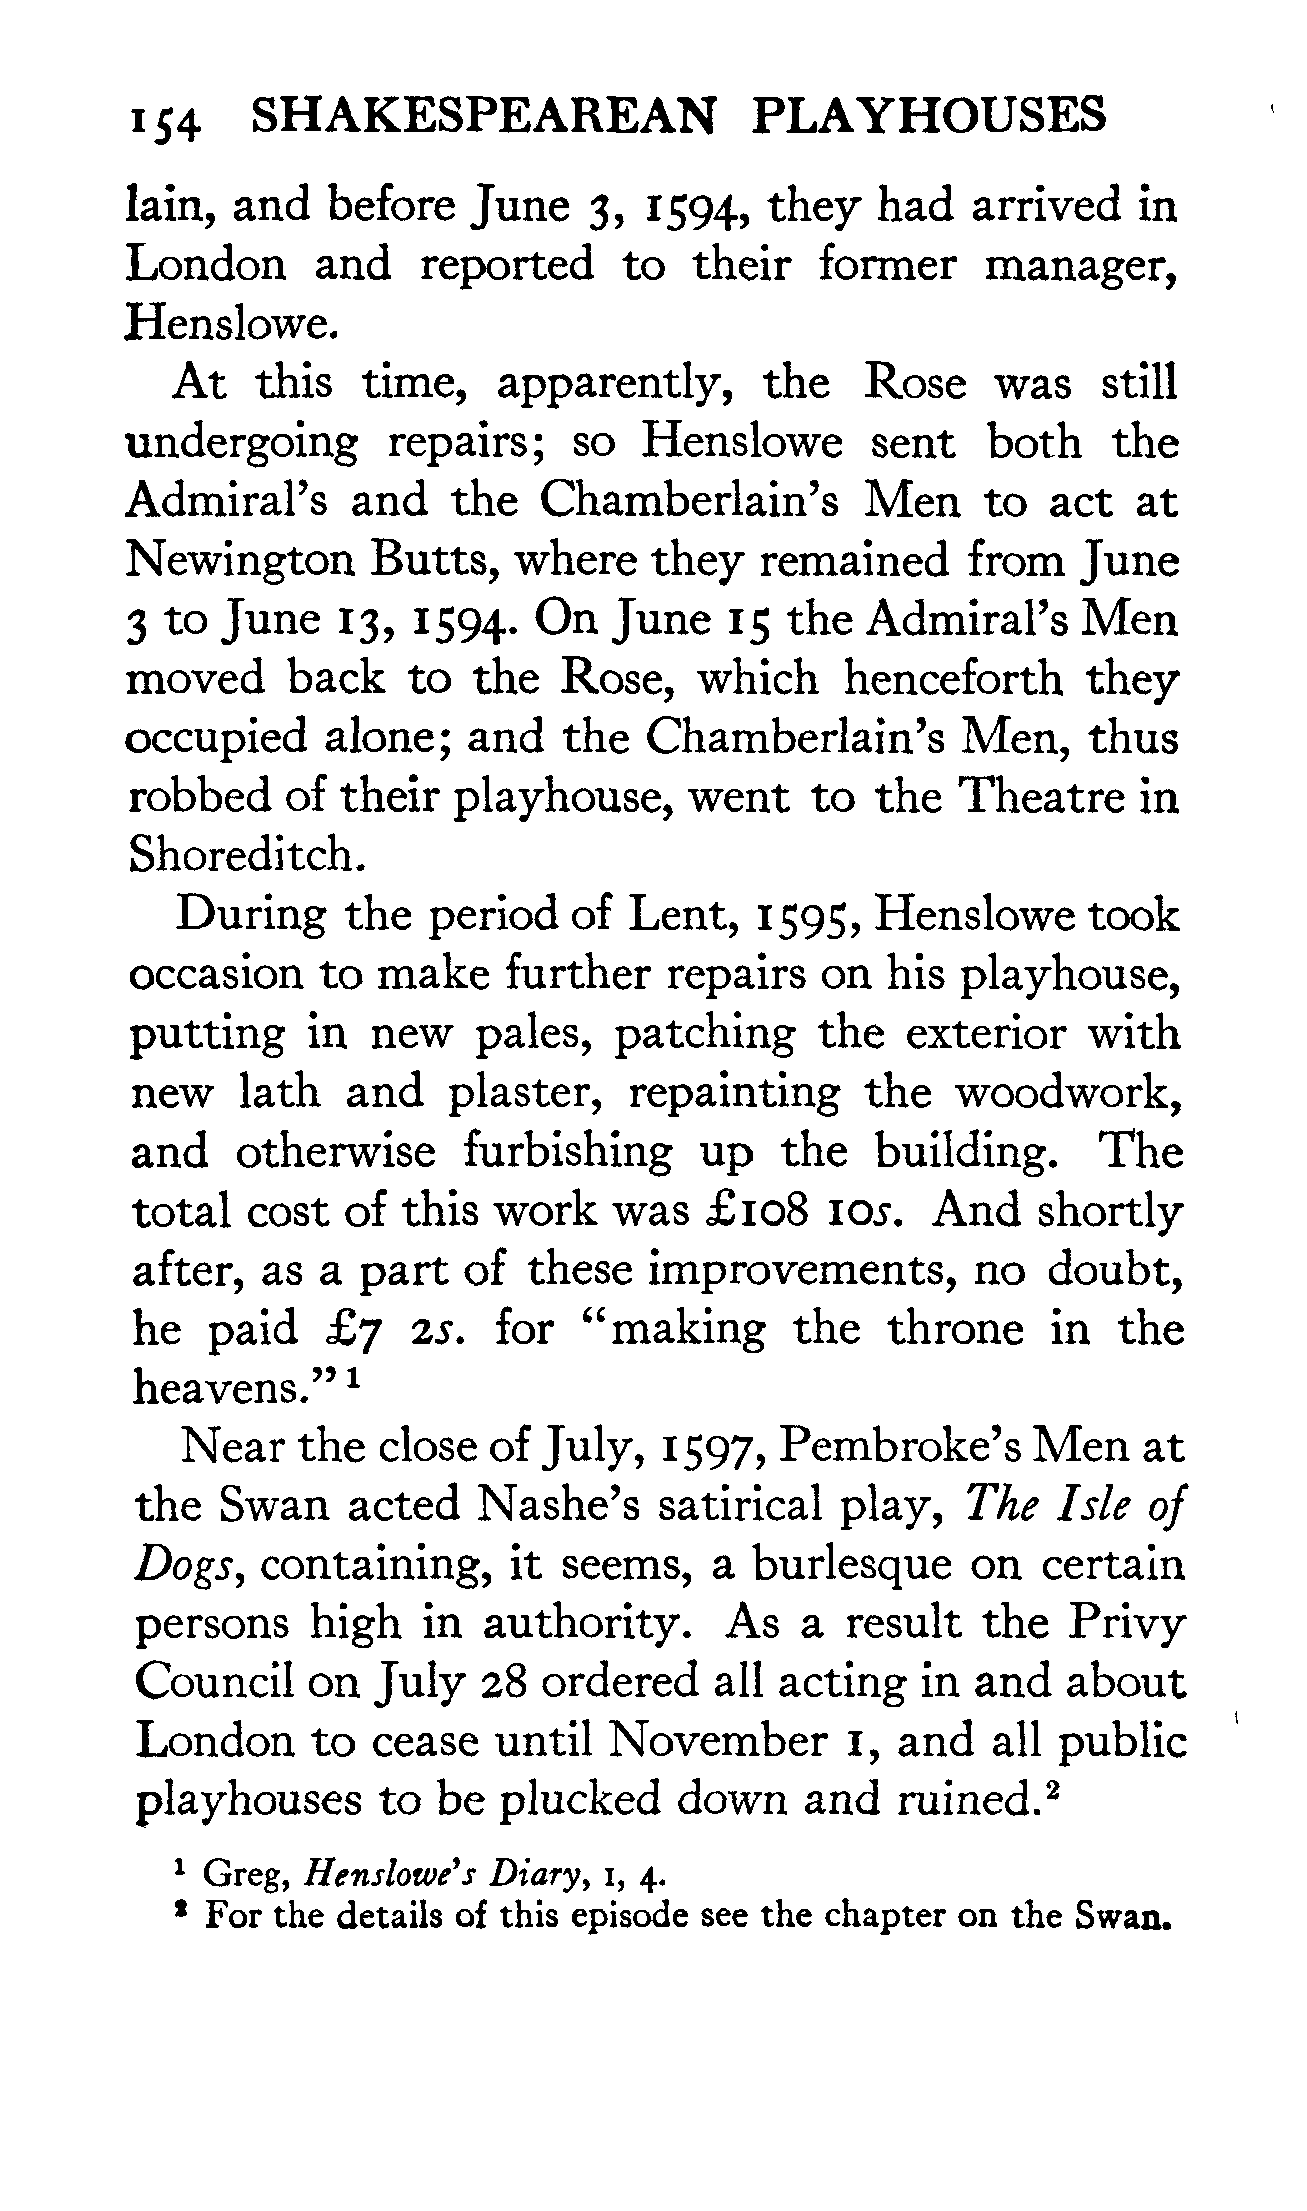 154 SHAKESPEAREAN PLAYHOUSES
lain, and before June 3, 1594, they had arrived in
London and reported to their former manager,
Henslowe.
At this time, apparently, the Rose was still
undergoing repairs; so Henslowe sent both the
Admiral's and the Chamberlain's Men to act at
Newington Butts, where they remained from June
3 to June 13, 1594. On June 15 the Admiral's Men
moved back to the Rose, which henceforth they
occupied alone; and the Chamberlain's Men, thus
robbed of their playhouse, went to the Theatre in
Shoreditch.
During the period of Lent, 1595, Henslowe took
occasion to make further repairs on his playhouse,
putting in new pales, patching the exterior with
new lath and plaster, repainting the woodwork,
and otherwise furbishing up the building. The
total cost of this work was £108 10s. And shortly
after, as a part of these improvements, no doubt,
he paid £7 2s. for "making the throne in the
heavens." ¹
Near the close of July, 1597, Pembroke's Men at
the Swan acted Nashe's satirical play, The Isle of
Dogs, containing, it seems, a burlesque on certain
persons high in authority. As a result the Privy
Council on July 28 ordered all acting in and about
London to cease until November 1, and all public
playhouses to be plucked down and ruined.²
¹ Greg, Henslowe's Diary, I, 4.
² For the details of this episode see the chapter on the Swan.